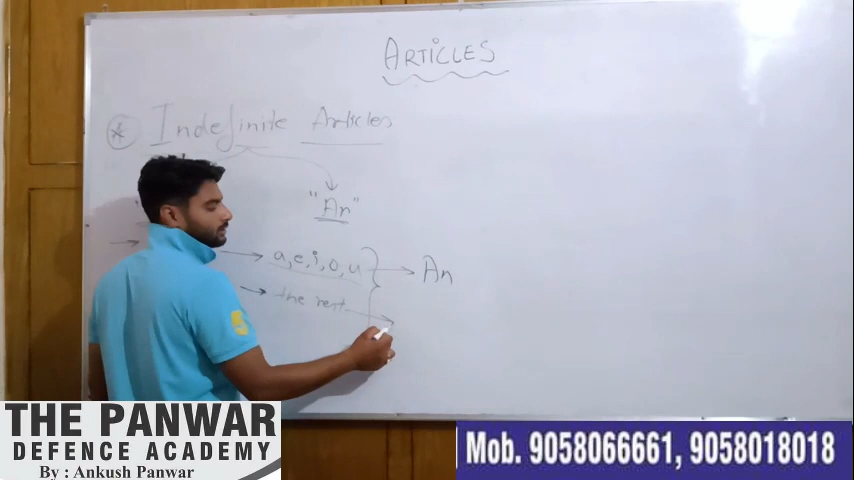 ARTICLES
* Indefinite Articles
"An"
→ a, e, i, o, u → An
→ the rest →
THE PANWAR
DEFENCE ACADEMY
By : Ankush Panwar
Mob. 9058066661, 9058018018